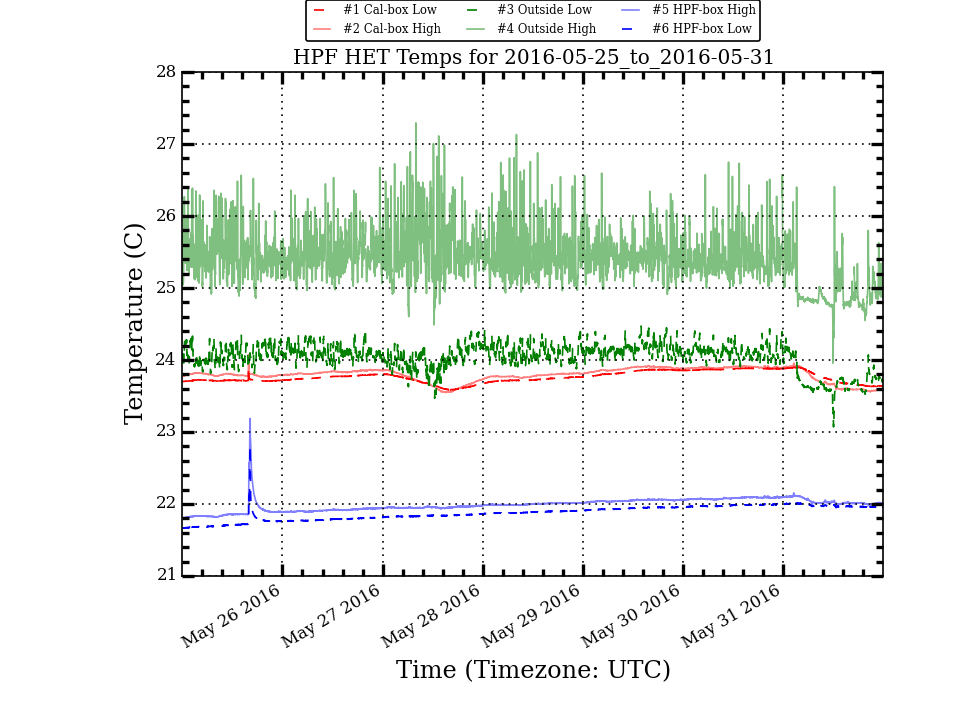 #1 Cal-box Low #3 Outside Low #5 HPF-box High
#2 Cal-box High #4 Outside High #6 HPF-box Low
HPF HET Temps for 2016-05-25_to_2016-05-31
28
27
26
25
24
23
22
21
Temperature (C)
May 26 2016 May 27 2016 May 28 2016 May 29 2016 May 30 2016 May 31 2016
Time (Timezone: UTC)